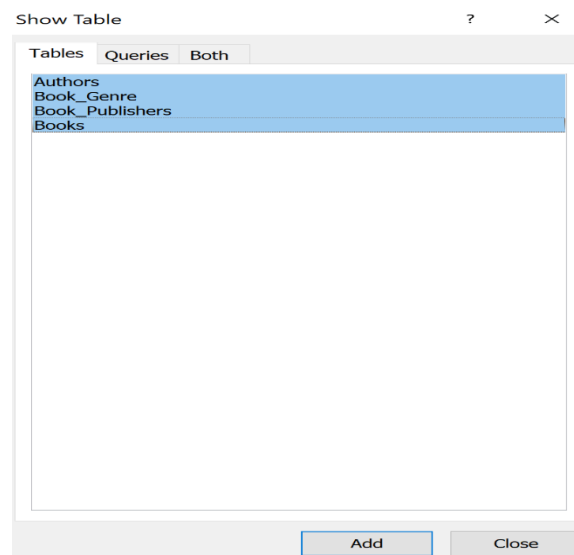 Show Table ? ×
Tables Queries Both
Authors
Book_Genre
Book_Publishers
Books
Add Close